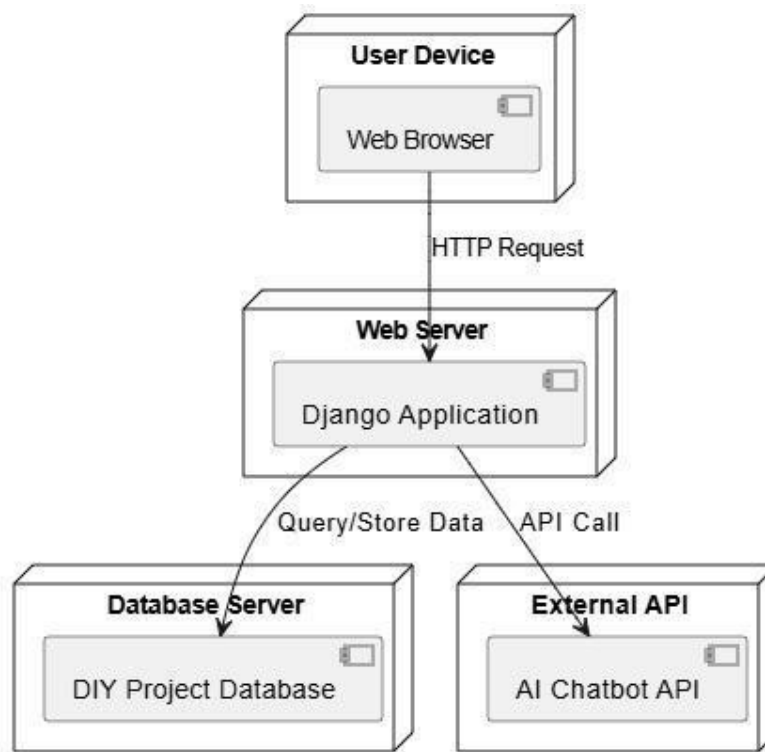 User Device
Web Browser
HTTP Request
Web Server
Django Application
Query/Store Data
API Call
Database Server
External API
DIY Project Database
AI Chatbot API